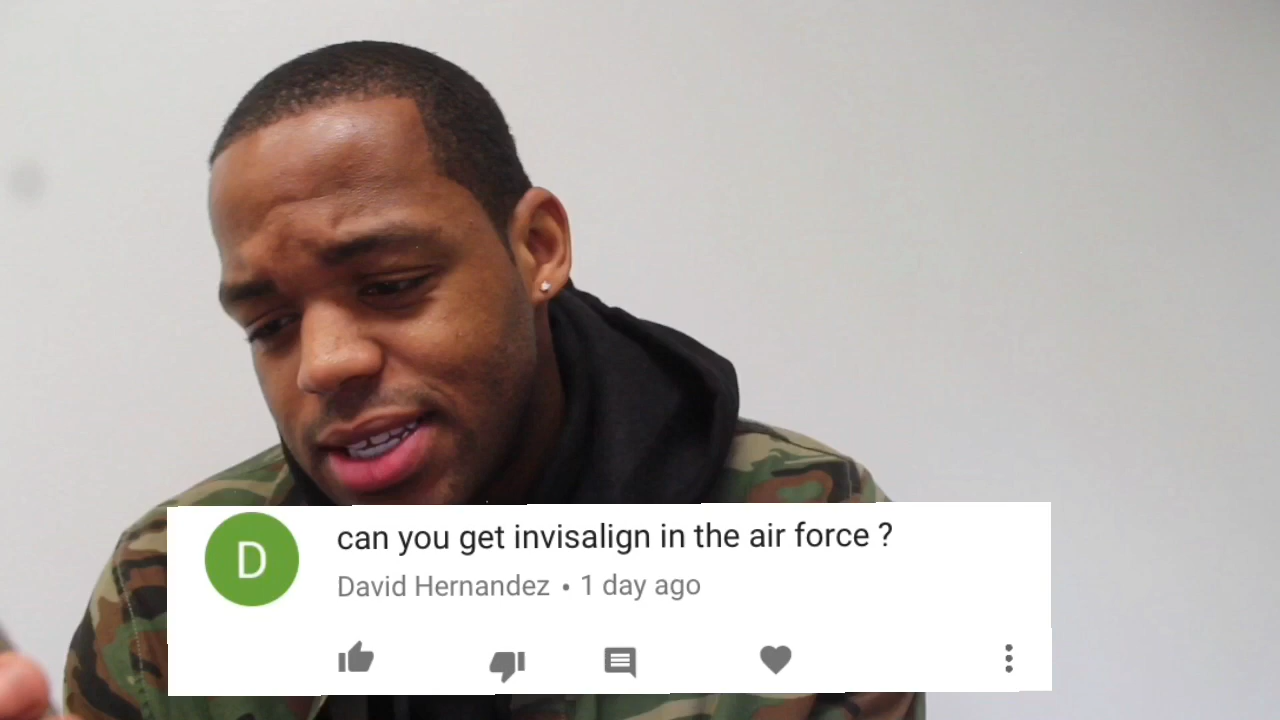 D
can you get invisalign in the air force ?
David Hernandez • 1 day ago